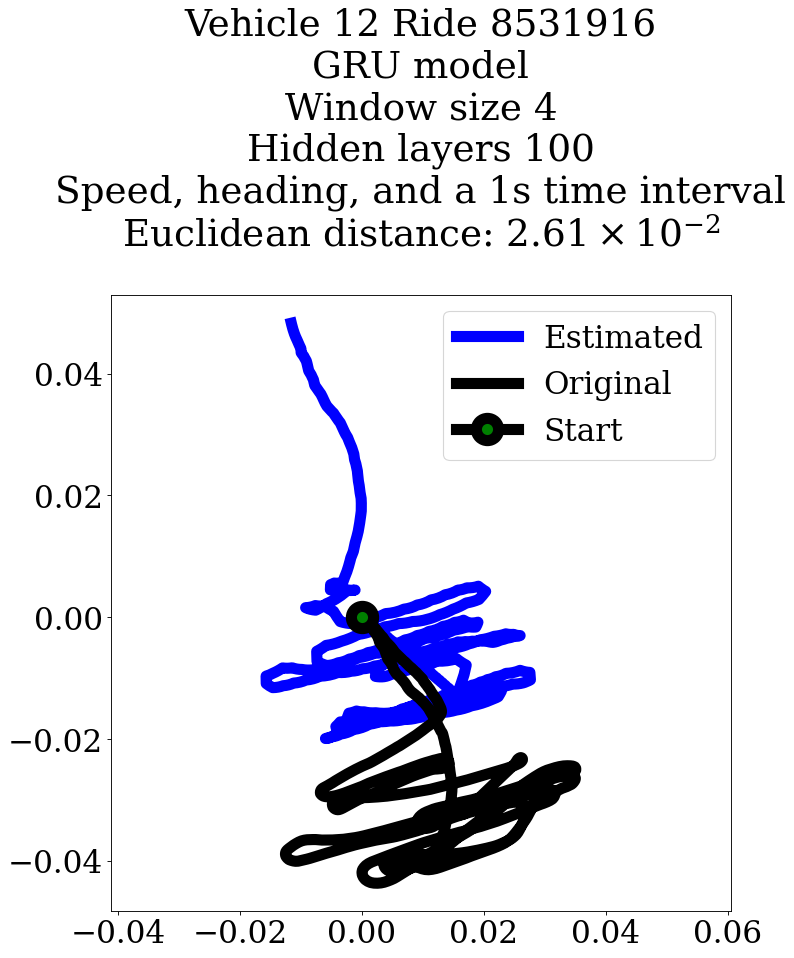 Vehicle 12 Ride 8531916
GRU model
Window size 4
Hidden layers 100
Speed, heading, and a 1s time interval
Euclidean distance: 2.61 × 10⁻²
Estimated
Original
Start
0.04
0.02
0.00
−0.02
−0.04
−0.04 −0.02 0.00 0.02 0.04 0.06